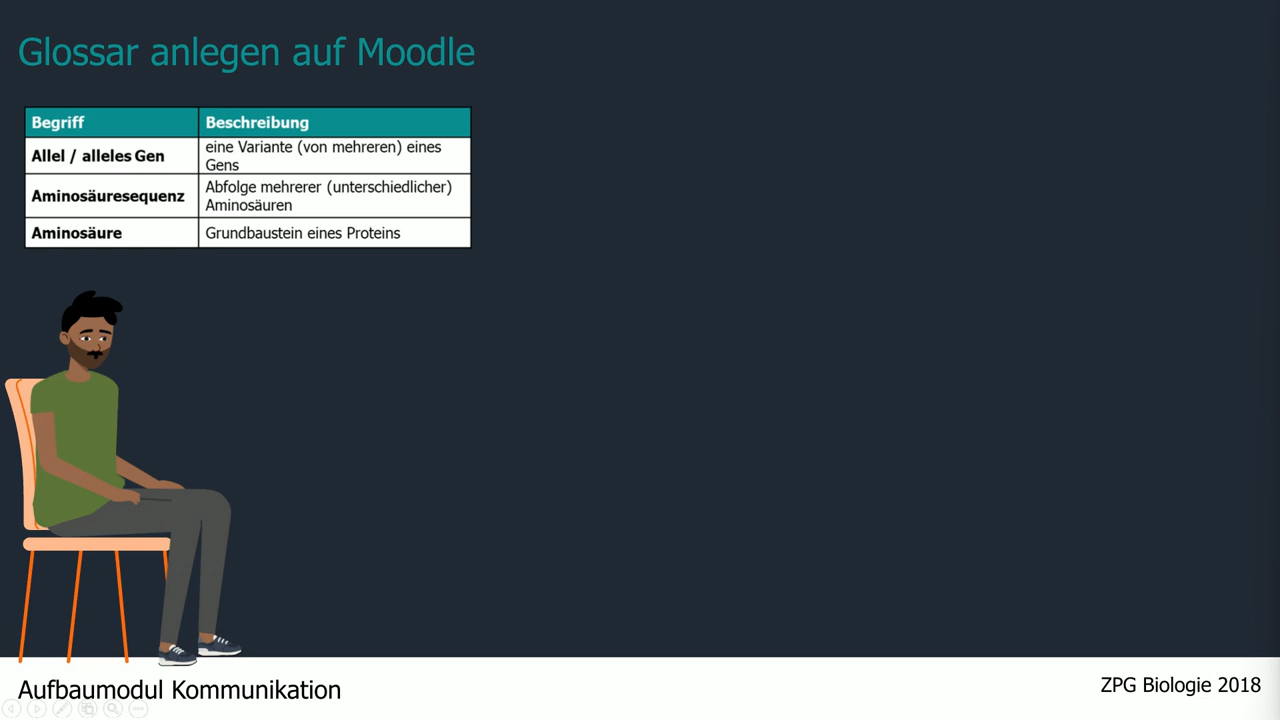 Glossar anlegen auf Moodle
Begriff Beschreibung
Allel / alleles Gen eine Variante (von mehreren) eines
Gens
Aminosäuresequenz Abfolge mehrerer (unterschiedlicher)
Aminosäuren
Aminosäure Grundbaustein eines Proteins
Aufbaumodul Kommunikation
ZPG Biologie 2018